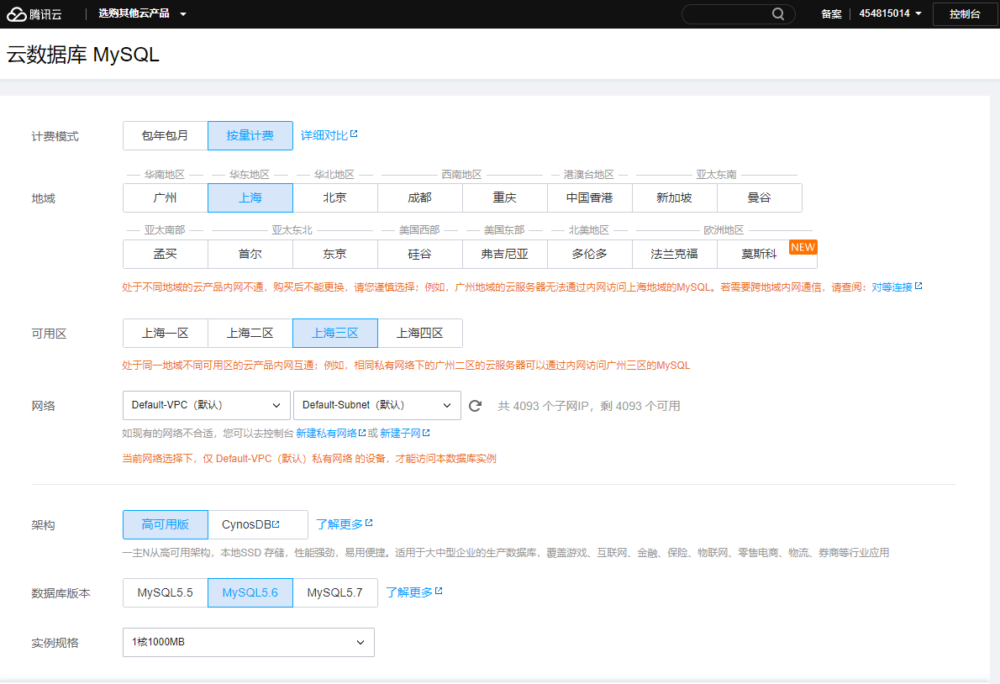 腾讯云 选购其他云产品 备案 454815014 控制台
云数据库 MySQL
计费模式 包年包月 按量计费 详细对比
华南地区 华东地区 华北地区 西南地区 港澳台地区 亚太东南
地域 广州 上海 北京 成都 重庆 中国香港 新加坡 曼谷
亚太南部 亚太东北 美国西部 美国东部 北美地区 欧洲地区
孟买 首尔 东京 硅谷 弗吉尼亚 多伦多 法兰克福 莫斯科 NEW
处于不同地域的云产品内网不通，购买后不能更换，请您谨慎选择；例如，广州地域的云服务器无法通过内网访问上海地域的MySQL。若需要跨地域内网通信，请查阅：对等连接
可用区 上海一区 上海二区 上海三区 上海四区
处于同一地域不同可用区的云产品内网互通；例如，相同私有网络下的广州二区的云服务器可以通过内网访问广州三区的MySQL
网络 Default-VPC（默认） Default-Subnet（默认） 共 4093 个子网IP，剩 4093 个可用
如现有的网络不合适，您可以去控制台 新建私有网络 或 新建子网
当前网络选择下，仅 Default-VPC（默认）私有网络 的设备，才能访问本数据库实例
架构 高可用版 CynosDB 了解更多
一主N从高可用架构，本地SSD 存储，性能强劲，易用便捷。适用于大中型企业的生产数据库，覆盖游戏、互联网、金融、保险、物联网、零售电商、物流、券商等行业应用
数据库版本 MySQL5.5 MySQL5.6 MySQL5.7 了解更多
实例规格 1核1000MB